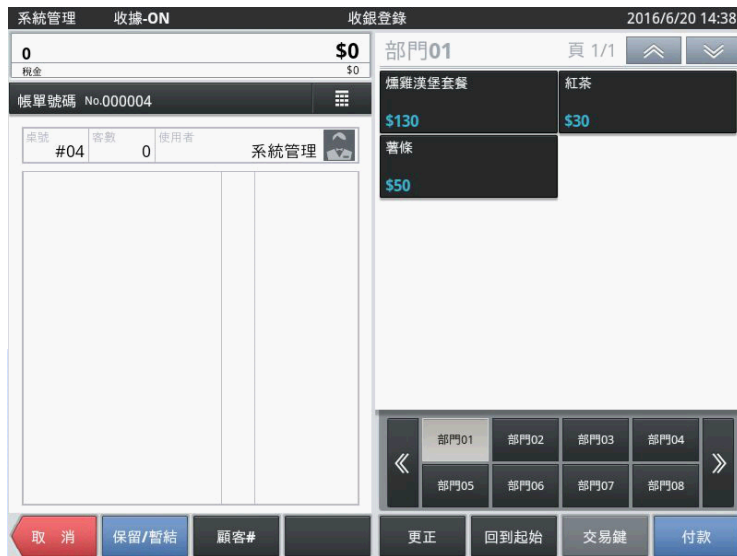 系統管理 收據-ON 收銀登錄 2016/6/20 14:38
0 $0
稅金 $0
帳單號碼 No.000004
桌號 #04 客數 0 使用者 系統管理
部門01 頁 1/1
燻雞漢堡套餐 紅茶
$130 $30
薯條
$50
部門01 部門02 部門03 部門04
部門05 部門06 部門07 部門08
取 消 保留/暫結 顧客# 更正 回到起始 交易鍵 付款